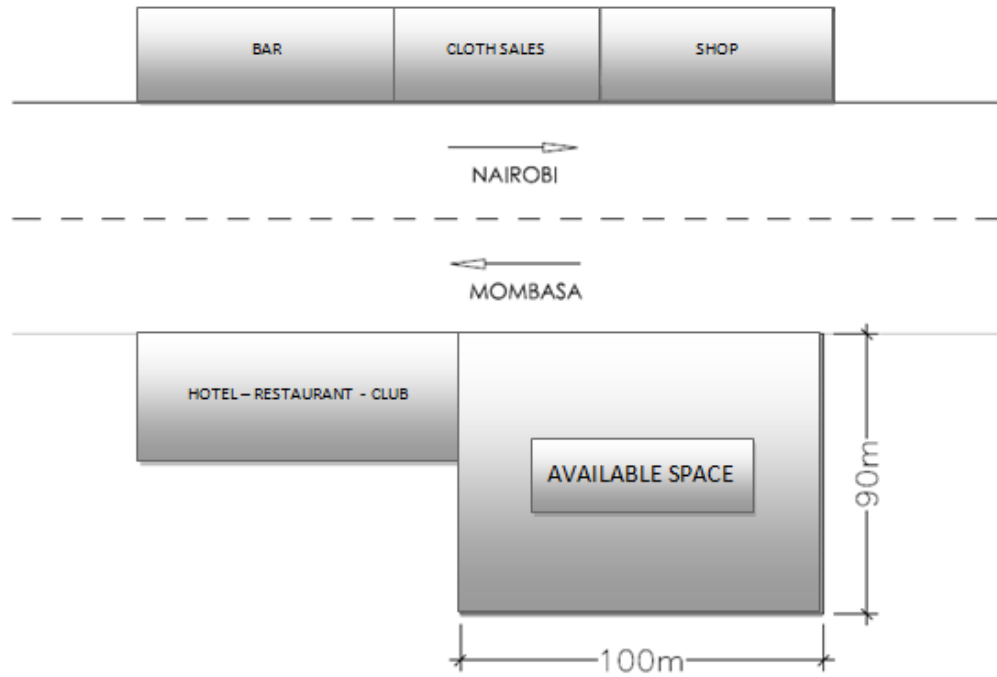 BAR
CLOTH SALES
SHOP
NAIROBI
MOMBASA
HOTEL – RESTAURANT - CLUB
AVAILABLE SPACE
90m
100m